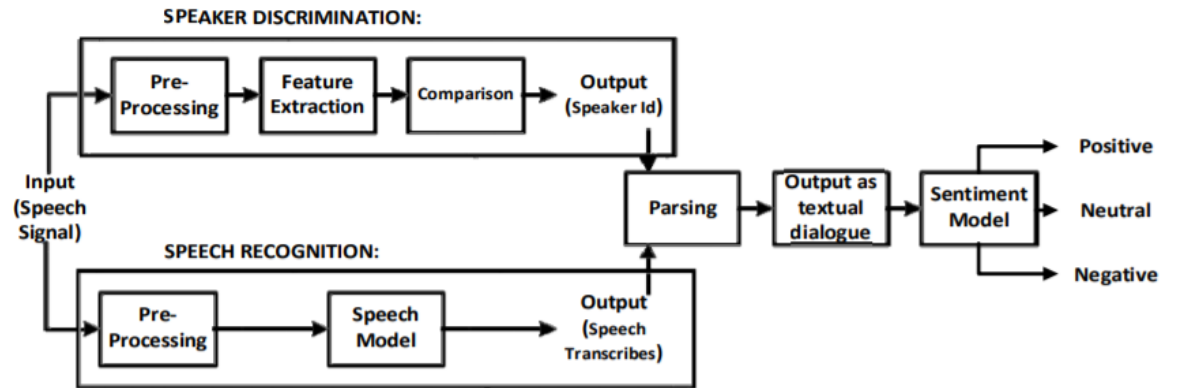 SPEAKER DISCRIMINATION:
Pre-
Processing
Feature
Extraction
Comparison
Output
(Speaker Id)
Input
(Speech
Signal)
Parsing
Output as
textual
dialogue
Sentiment
Model
Positive
Neutral
Negative
SPEECH RECOGNITION:
Pre-
Processing
Speech
Model
Output
(Speech
Transcribes)